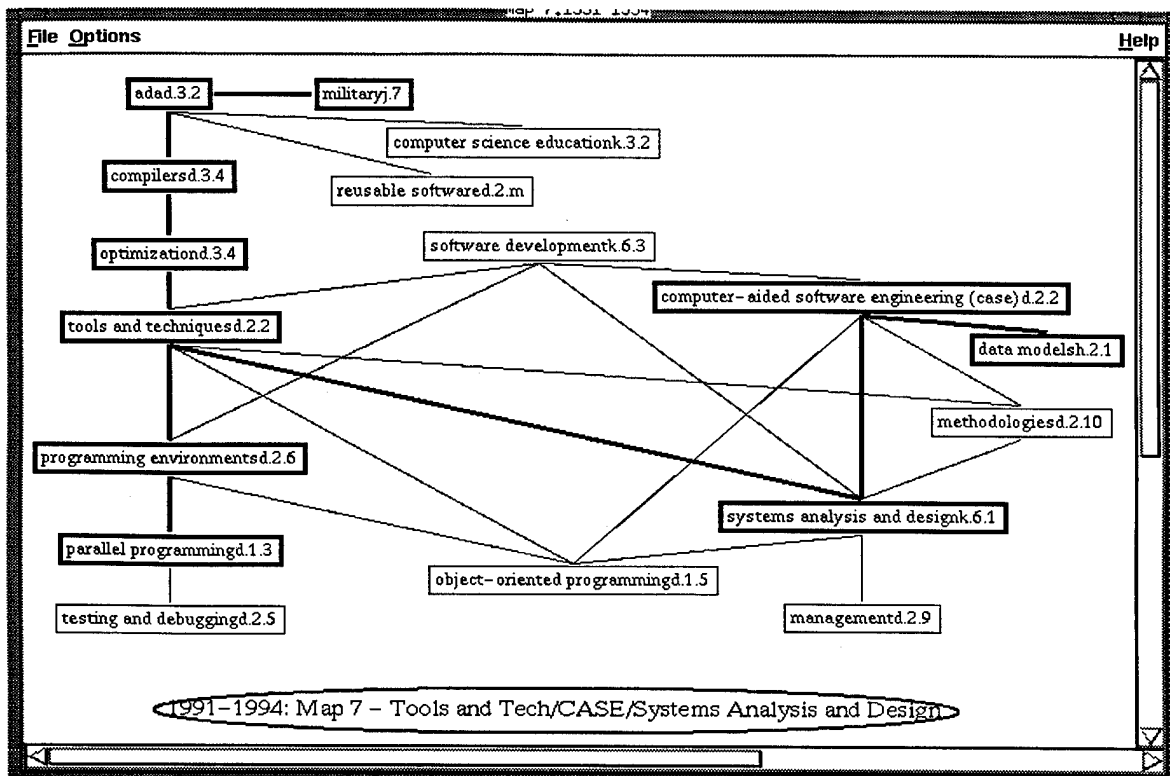 File Options
Help
adad.3.2
militaryj.7
computer science educationk.3.2
compilersd.3.4
reusable softwared.2.m
software developmentk.6.3
optimizationd.3.4
computer-aided software engineering (case) d.2.2
tools and techniquesd.2.2
data modelsh.2.1
methodologiesd.2.10
programming environmentsd.2.6
systems analysis and designk.6.1
parallel programmingd.1.3
object-oriented programmingd.1.5
testing and debuggingd.2.5
managementd.2.9
1991-1994: Map 7 - Tools and Tech/CASE/Systems Analysis and Design